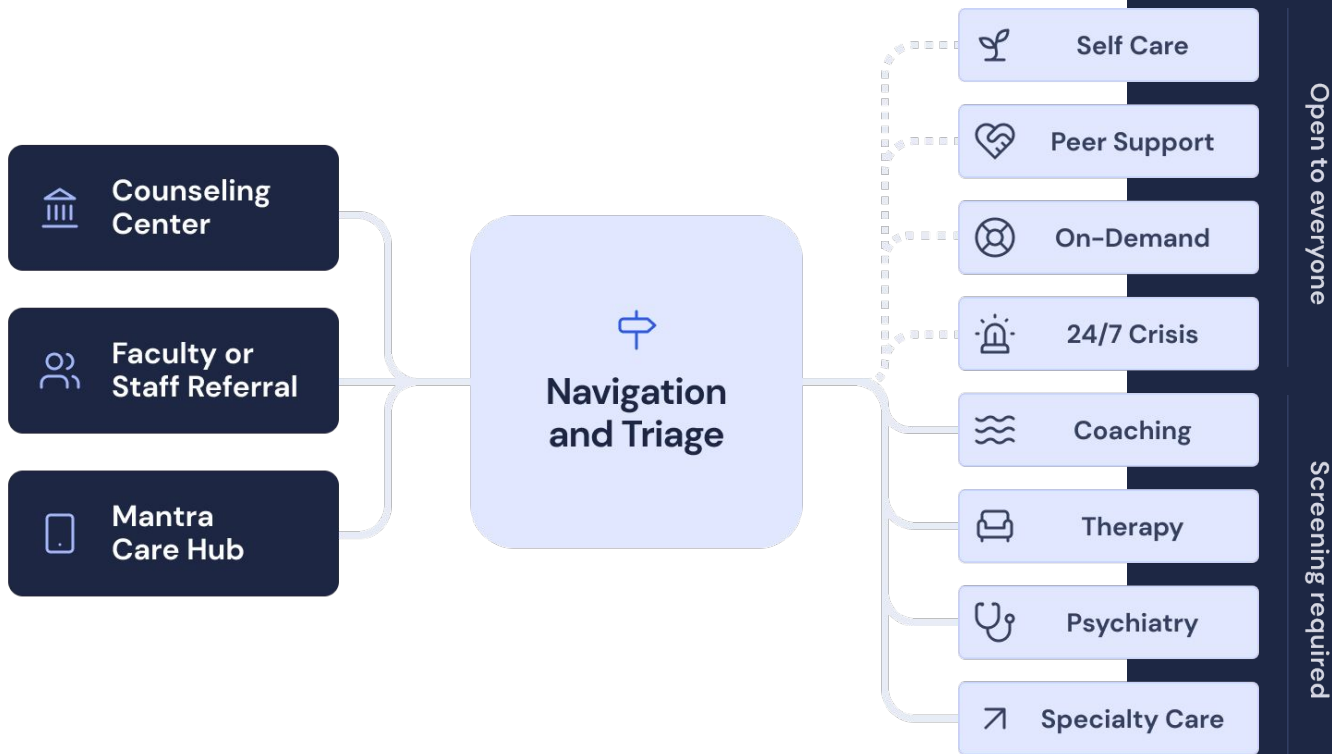 Counseling
Center
Faculty or
Staff Referral
Mantra
Care Hub
Navigation
and Triage
Self Care
Peer Support
On-Demand
24/7 Crisis
Coaching
Therapy
Psychiatry
Specialty Care
Open to everyone
Screening required